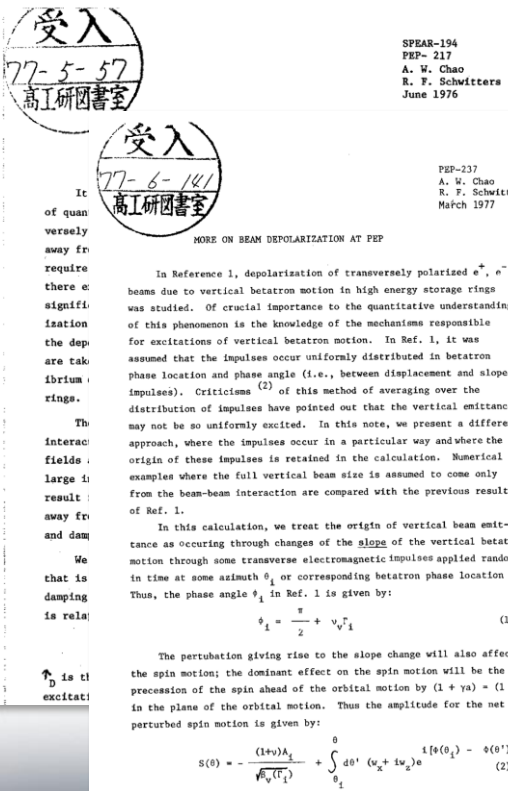 受入
77-5-57
高工研図書室
SPEAR-194
PEP- 217
A. W. Chao
R. F. Schwitters
June 1976
It
of quan
versely
away fr
require
there e
signifi
ization
the dep
are tak
ibrium
rings.
Th
interac
fields
large i
result
away fr
and dam
We
that is
damping
is rela
↑D is th
excitat
受入
77-6-141
高工研図書室
PEP-237
A. W. Chao
R. F. Schwitt
March 1977
MORE ON BEAM DEPOLARIZATION AT PEP
In Reference 1, depolarization of transversely polarized e⁺, e⁻
beams due to vertical betatron motion in high energy storage rings
was studied. Of crucial importance to the quantitative understanding
of this phenomenon is the knowledge of the mechanisms responsible
for excitations of vertical betatron motion. In Ref. 1, it was
assumed that the impulses occur uniformly distributed in betatron
phase location and phase angle (i.e., between displacement and slope
impulses). Criticisms (2) of this method of averaging over the
distribution of impulses have pointed out that the vertical emittanc
may not be so uniformly excited. In this note, we present a differe
approach, where the impulses occur in a particular way and where the
origin of these impulses is retained in the calculation. Numerical
examples where the full vertical beam size is assumed to come only
from the beam-beam interaction are compared with the previous result
of Ref. 1.
In this calculation, we treat the origin of vertical beam emit-
tance as occuring through changes of the slope of the vertical betat
motion through some transverse electromagnetic impulses applied rando
in time at some azimuth θi or corresponding betatron phase location
Thus, the phase angle φi in Ref. 1 is given by:
φi = π/2 + νvΓi (1
The pertubation giving rise to the slope change will also affec
the spin motion; the dominant effect on the spin motion will be the
precession of the spin ahead of the orbital motion by (1 + γa) = (1
in the plane of the orbital motion. Thus the amplitude for the net
perturbed spin motion is given by:
S(θ) = - (1+ν)Ai / √βv(Γi) + ∫θi^θ dθ' (wx + iwz)e^i[Φ(θi) - Φ(θ') (2)